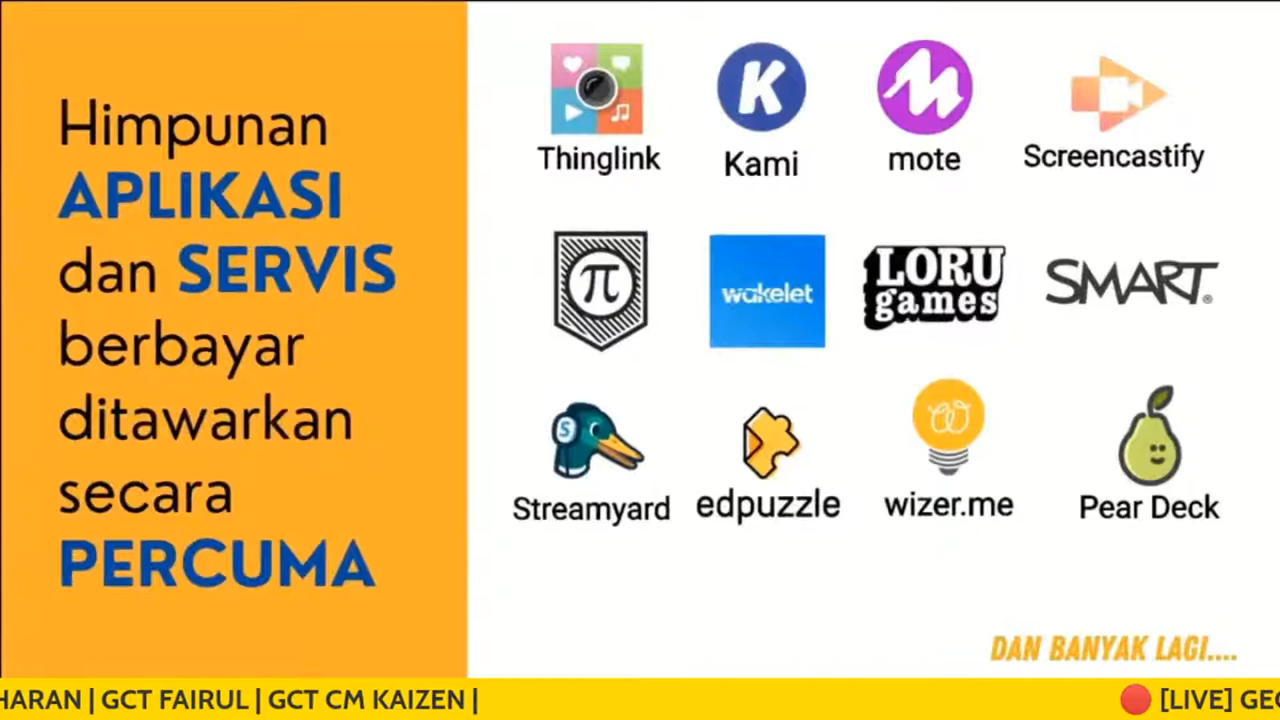 Himpunan
APLIKASI
dan SERVIS
berbayar
ditawarkan
secara
PERCUMA
Thinglink
Kami
mote
Screencastify
π
wakelet
LORU
games
SMART
Streamyard
edpuzzle
wizer.me
Pear Deck
DAN BANYAK LAGI....
HARAN | GCT FAIRUL | GCT CM KAIZEN |
[LIVE] GEG